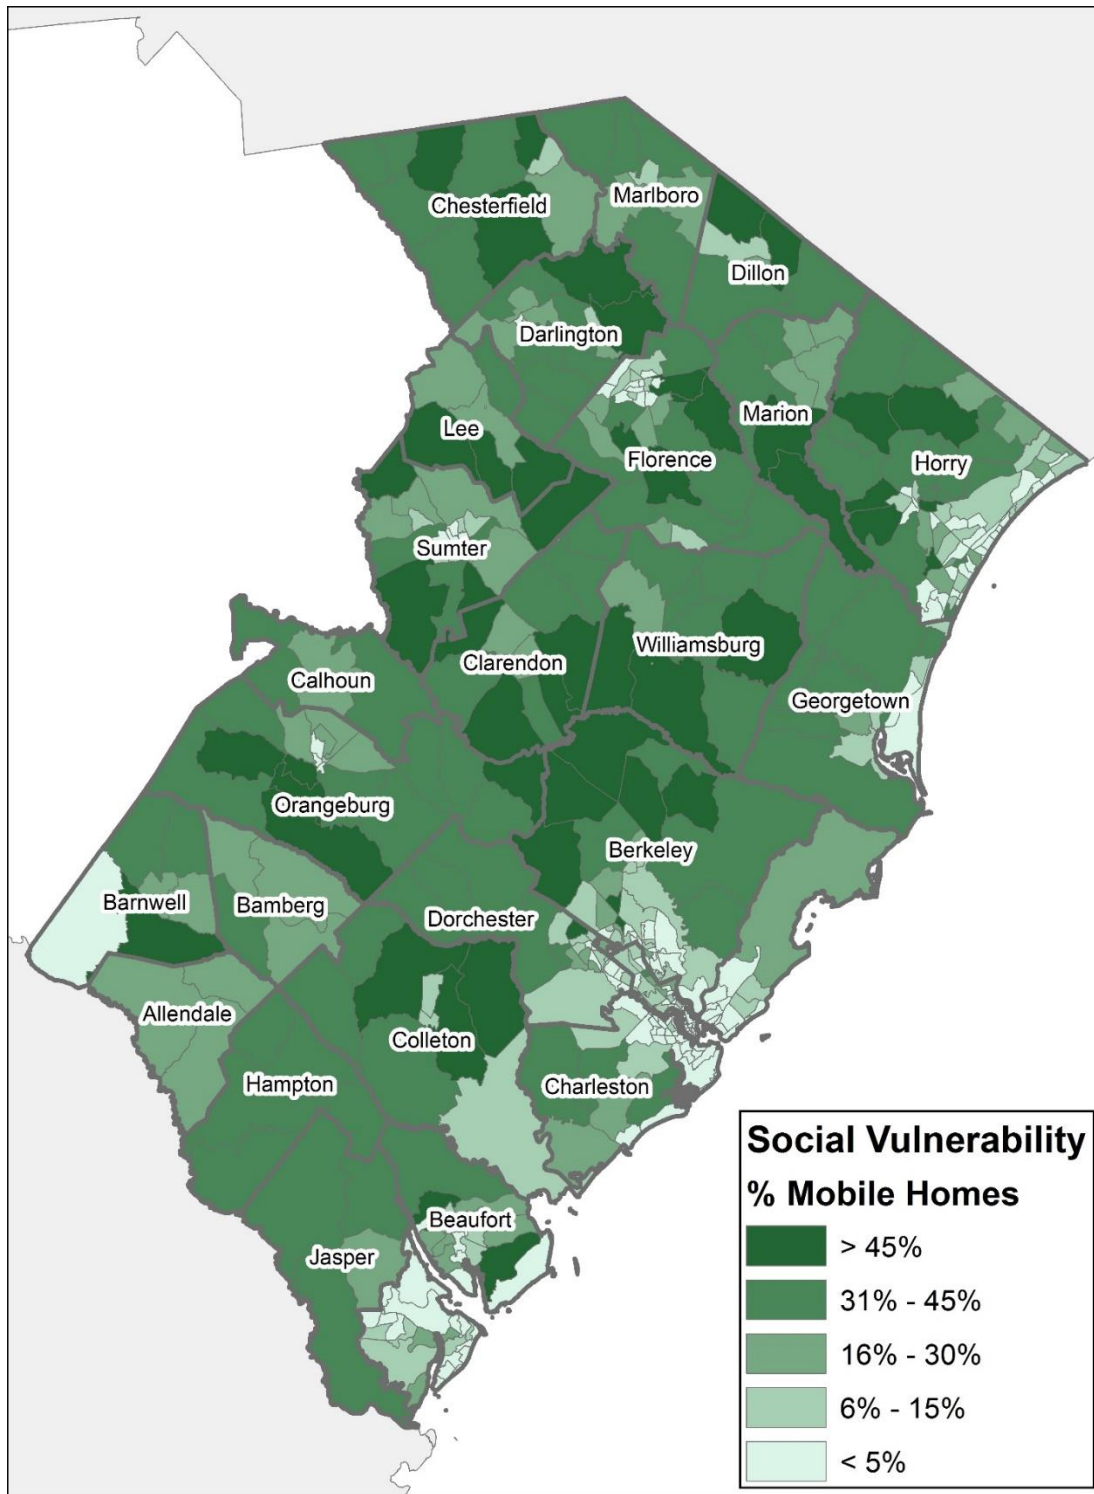 Chesterfield
Marlboro
Dillon
Darlington
Lee
Florence
Marion
Horry
Sumter
Clarendon
Williamsburg
Calhoun
Georgetown
Orangeburg
Berkeley
Barnwell
Bamberg
Dorchester
Allendale
Colleton
Hampton
Charleston
Beaufort
Jasper
Social Vulnerability
% Mobile Homes
> 45%
31% - 45%
16% - 30%
6% - 15%
< 5%